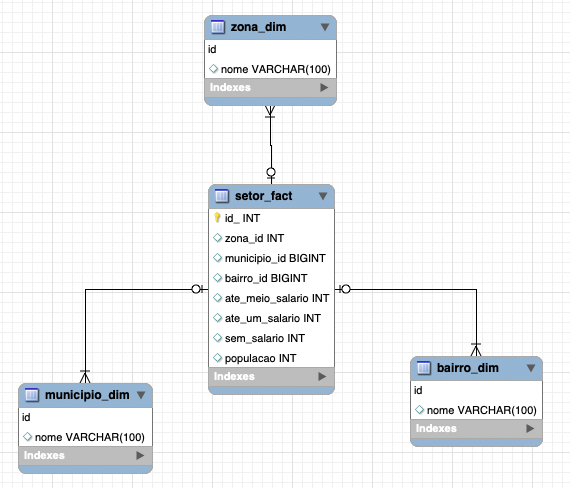 zona_dim
id
nome VARCHAR(100)
Indexes
setor_fact
id_ INT
zona_id INT
municipio_id BIGINT
bairro_id BIGINT
ate_meio_salario INT
ate_um_salario INT
sem_salario INT
populacao INT
Indexes
municipio_dim
id
nome VARCHAR(100)
Indexes
bairro_dim
id
nome VARCHAR(100)
Indexes